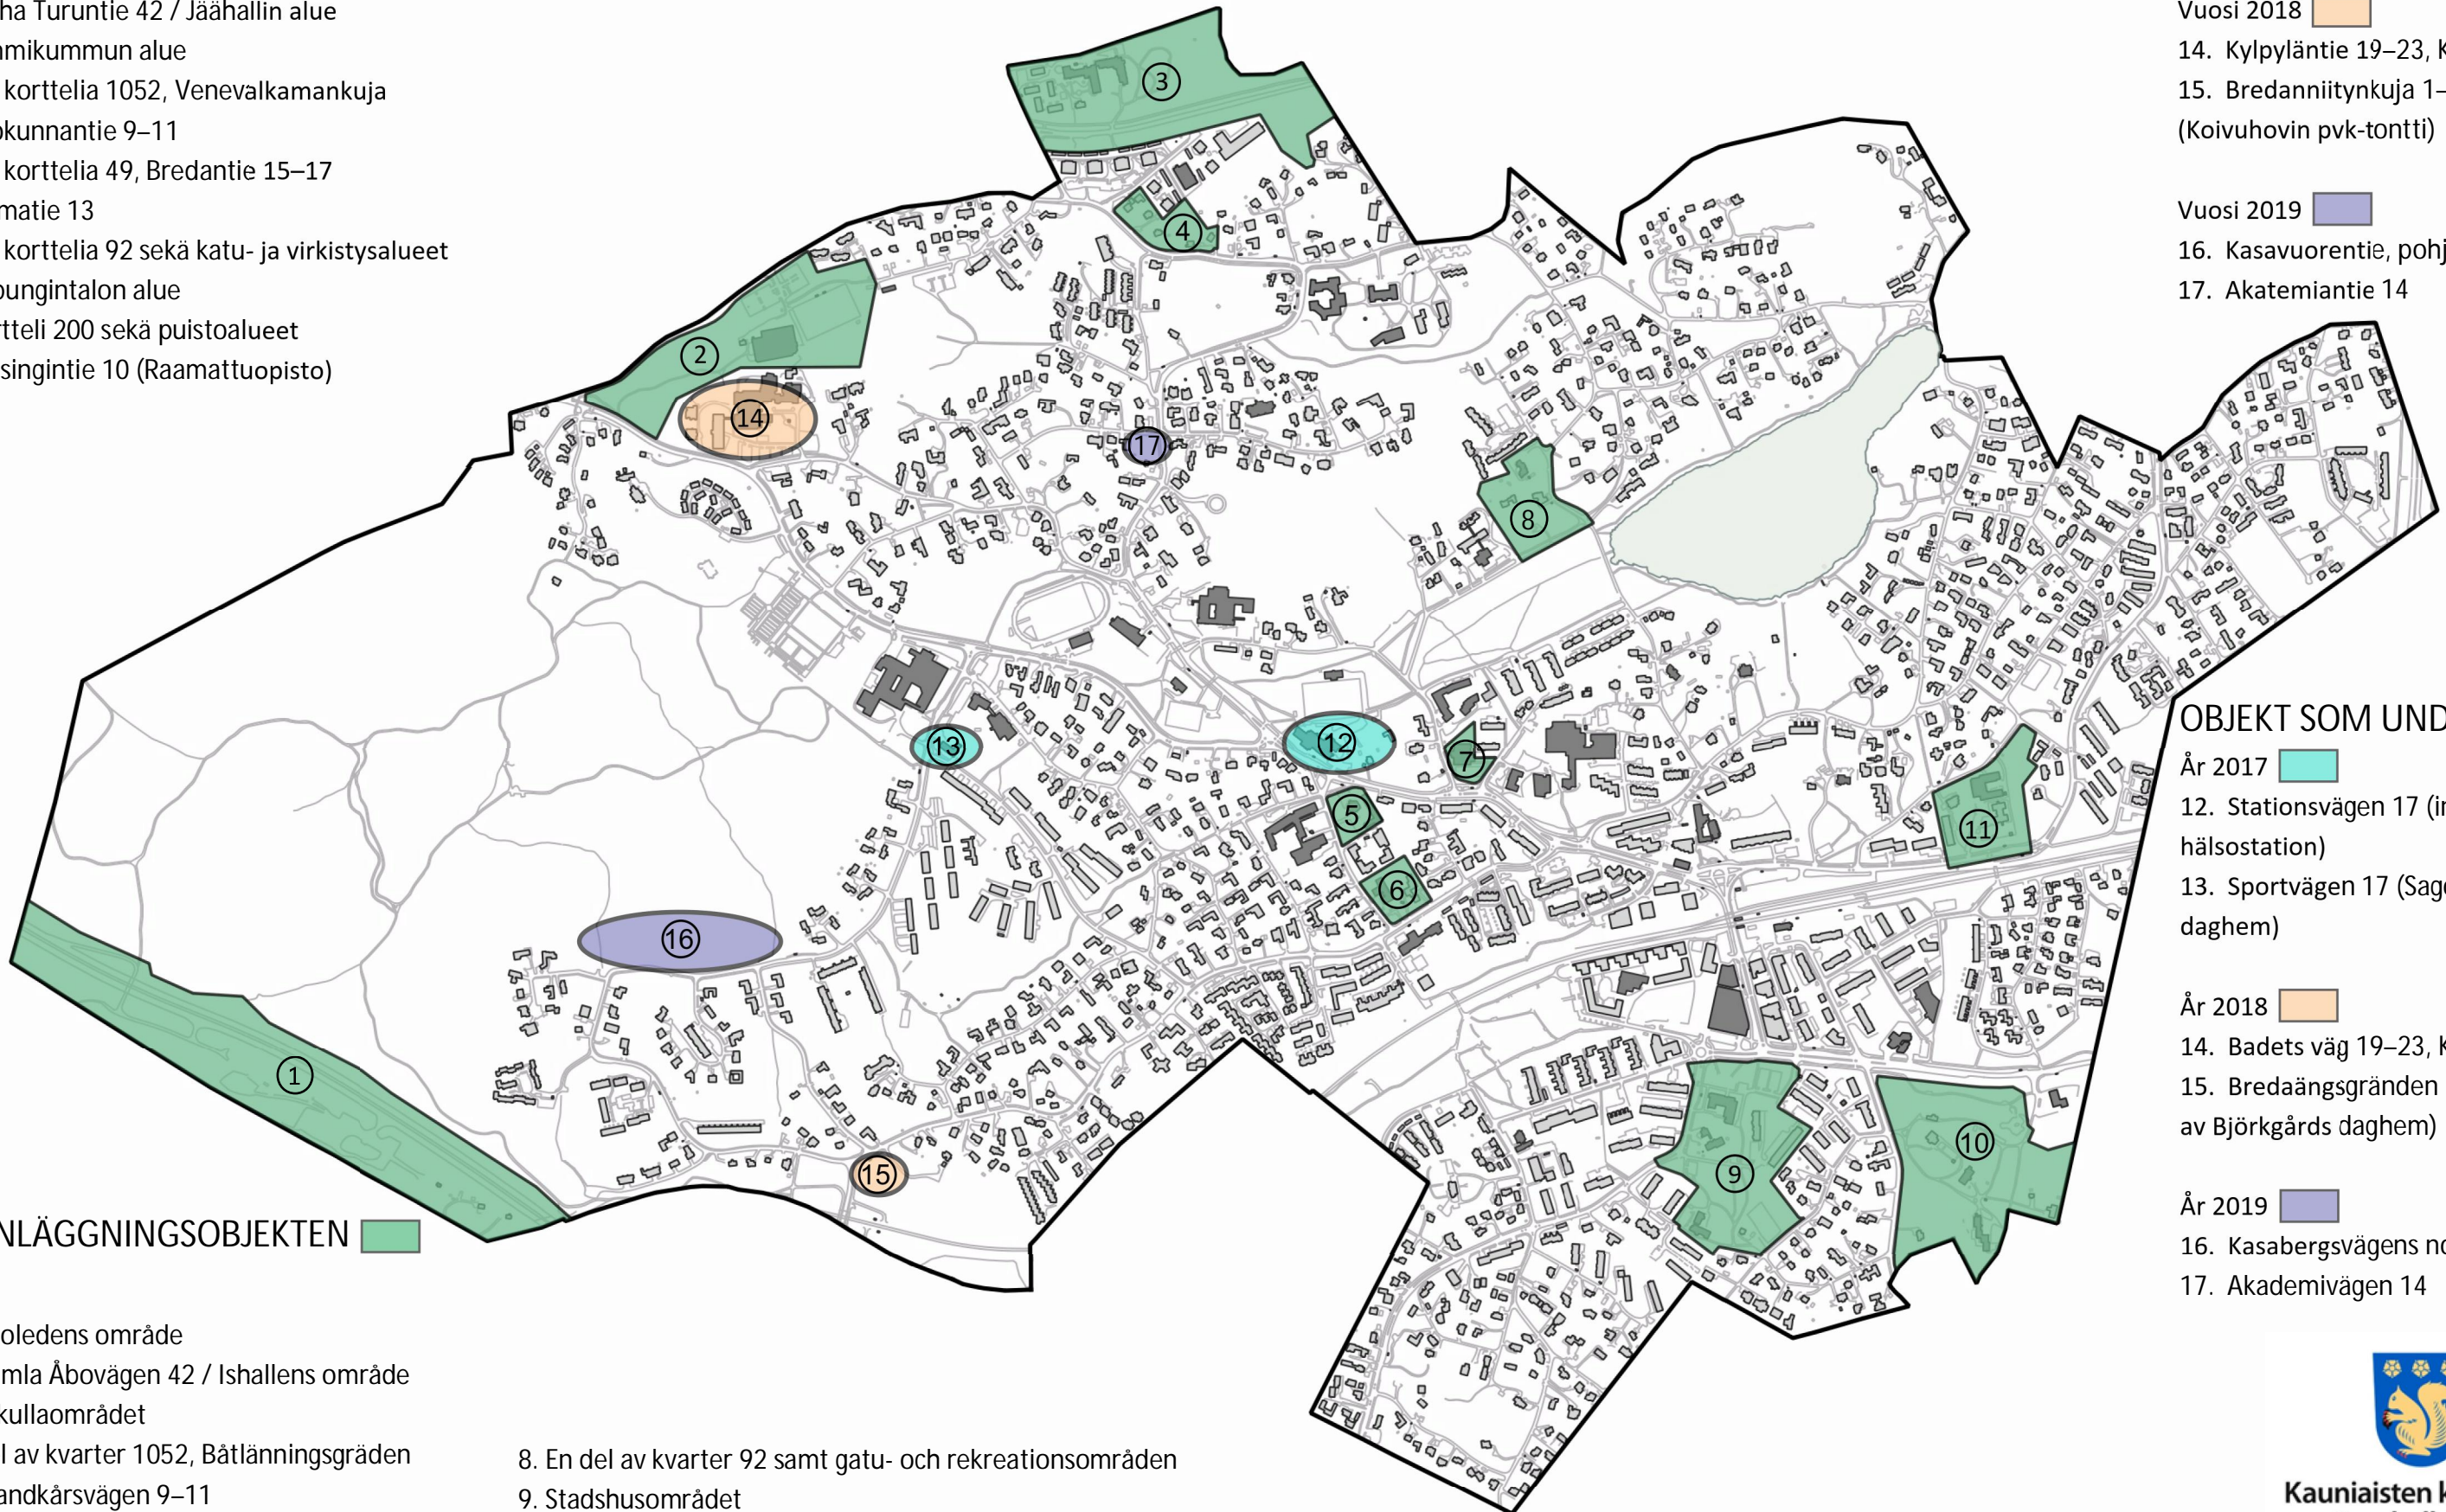 ha Turuntie 42 / Jäähallin alue
mmikummun alue
korttelia 1052, Venevalkamankuja
okunnantie 9–11
korttelia 49, Bredantie 15–17
matie 13
korttelia 92 sekä katu- ja virkistysalueet
pungintalon alue
rtteli 200 sekä puistoalueet
singintie 10 (Raamattuopisto)
Vuosi 2018
14. Kylpyläntie 19–23, K
15. Bredanniitynkuja 1–
(Koivuhovin pvk-tontti)
Vuosi 2019
16. Kasavuorentie, pohj
17. Akatemiantie 14
3
4
2
14
17
8
13
12
7
5
6
11
16
1
15
9
10
OBJEKT SOM UND
År 2017
12. Stationsvägen 17 (in
hälsostation)
13. Sportvägen 17 (Sag
daghem)
År 2018
14. Badets väg 19–23, K
15. Bredaängsgränden
av Björkgårds daghem)
År 2019
16. Kasabergsvägens no
17. Akademivägen 14
NLÄGGNINGSOBJEKTEN
oledens område
mla Åbovägen 42 / Ishallens område
kullaområdet
l av kvarter 1052, Båtlänningsgräden
andkårsvägen 9–11
8. En del av kvarter 92 samt gatu- och rekreationsområden
9. Stadshusområdet
Kauniaisten k